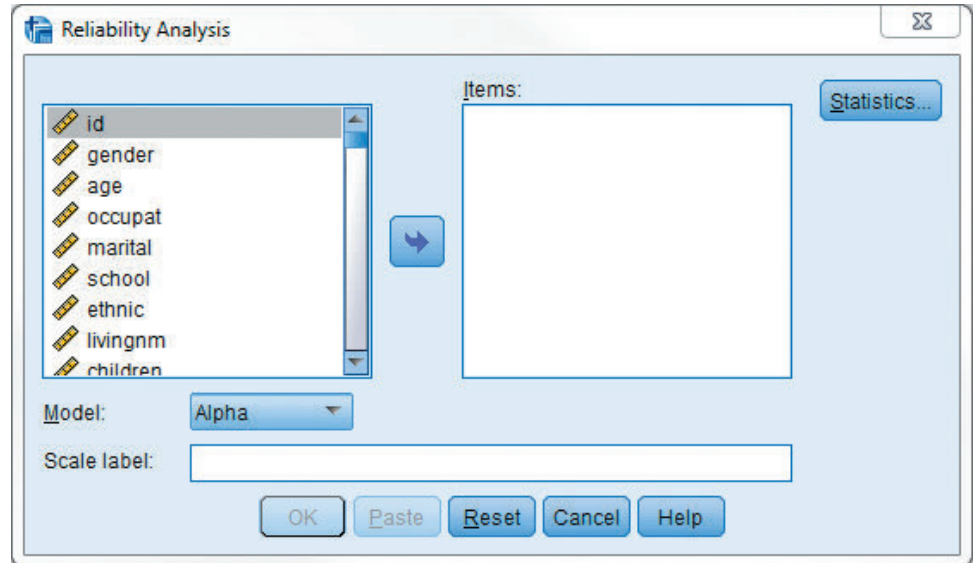 Reliability Analysis
Items:
Statistics...
id
gender
age
occupat
marital
school
ethnic
livingnm
children
Model:
Alpha
Scale label:
OK
Paste
Reset
Cancel
Help